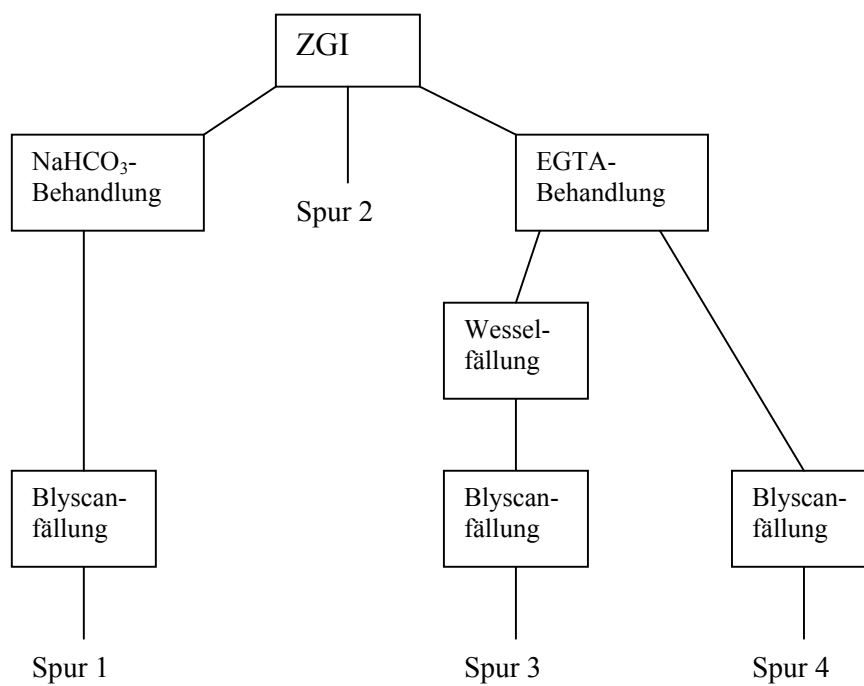 ZGI
NaHCO₃-
Behandlung
Spur 2
EGTA-
Behandlung
Wessel-
fällung
Blyscan-
fällung
Blyscan-
fällung
Blyscan-
fällung
Spur 1
Spur 3
Spur 4